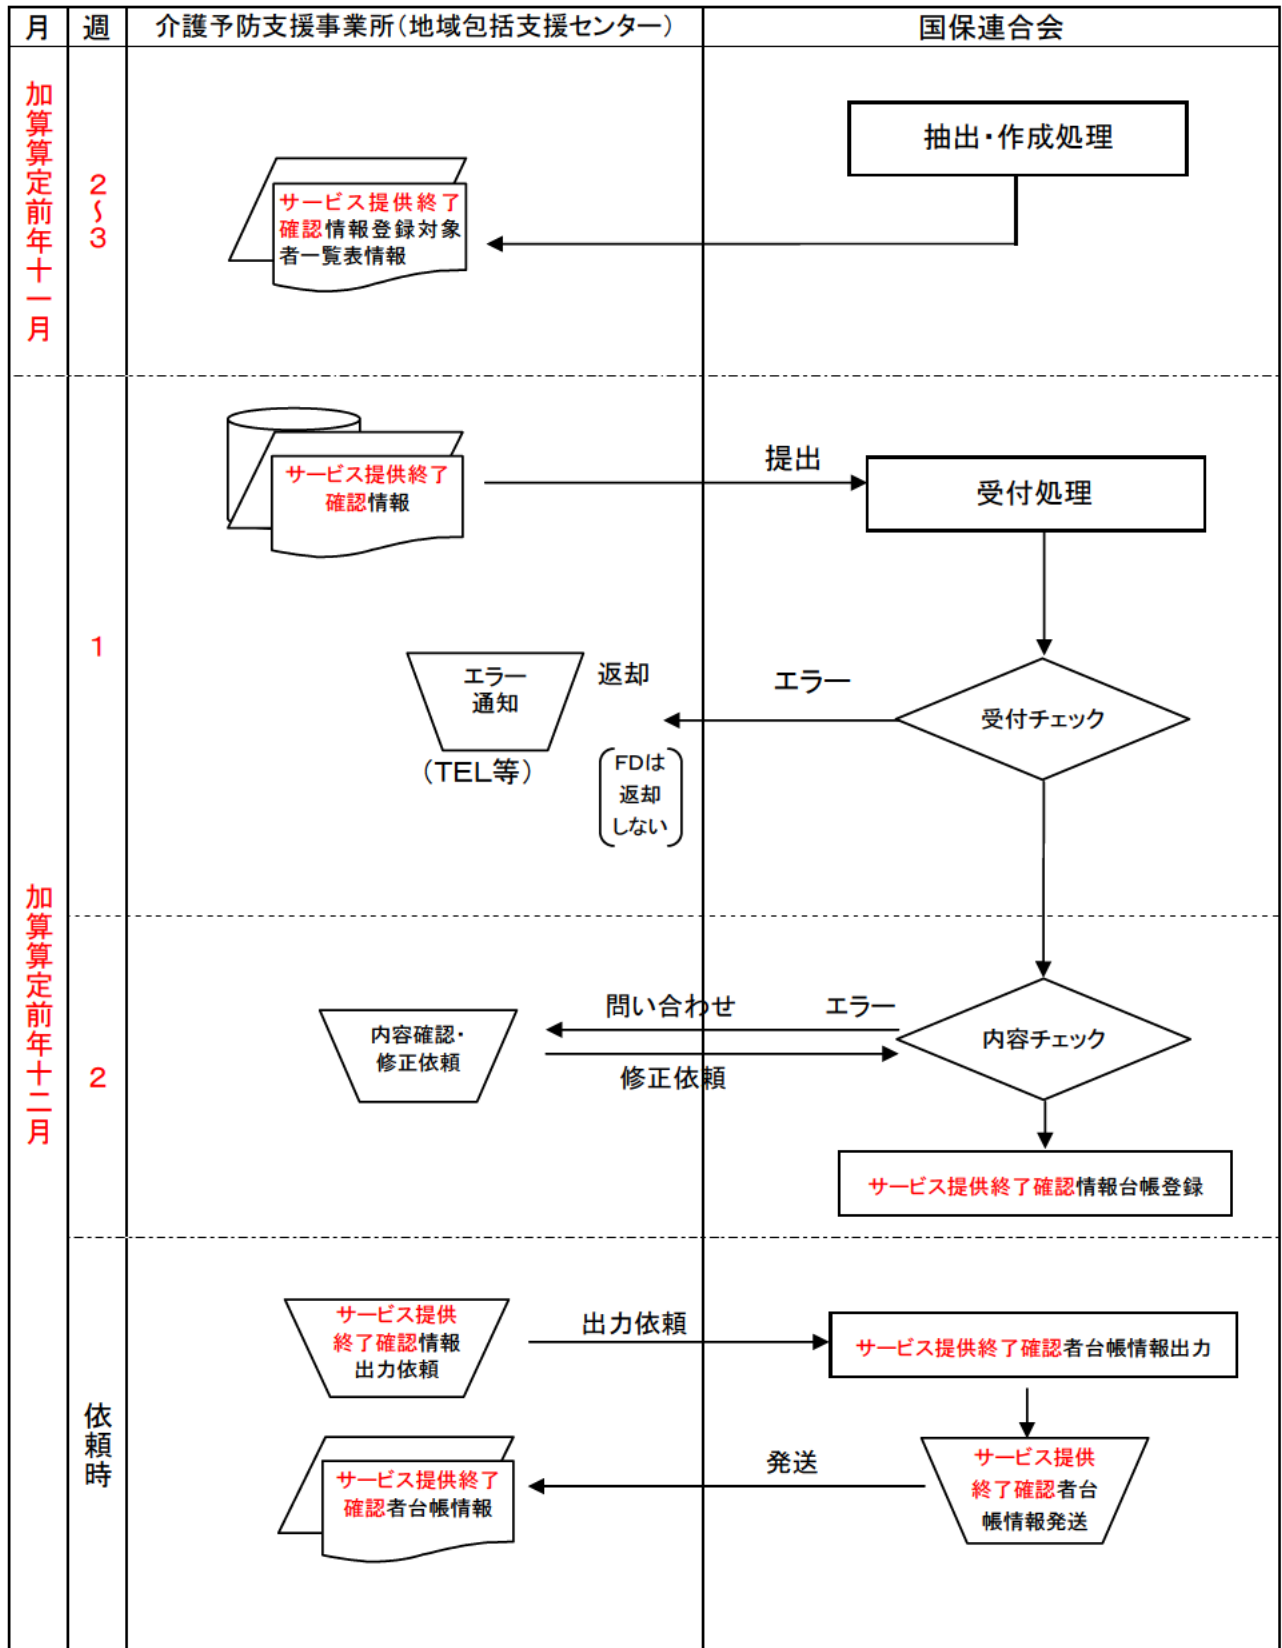 月
週
介護予防支援事業所(地域包括支援センター)
国保連合会
加算算定前年十一月
2～3
抽出・作成処理
サービス提供終了
確認情報登録対象
者一覧表情報
加算算定前年十二月
1
サービス提供終了
確認情報
提出
受付処理
エラー
通知
(TEL等)
返却
FDは
返却
しない
エラー
受付チェック
2
内容確認・
修正依頼
問い合わせ
エラー
修正依頼
内容チェック
サービス提供終了確認情報台帳登録
依頼時
サービス提供
終了確認情報
出力依頼
出力依頼
サービス提供終了確認者台帳情報出力
サービス提供終了
確認者台帳情報
発送
サービス提供
終了確認者台
帳情報発送